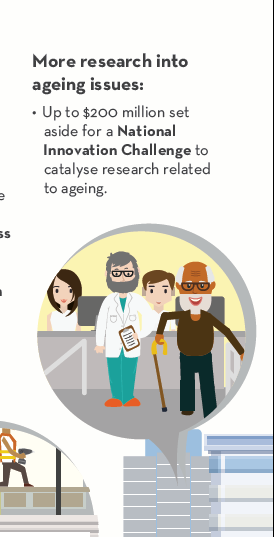 More research into
ageing issues:
• Up to $200 million set
aside for a National
Innovation Challenge to
catalyse research related
to ageing.